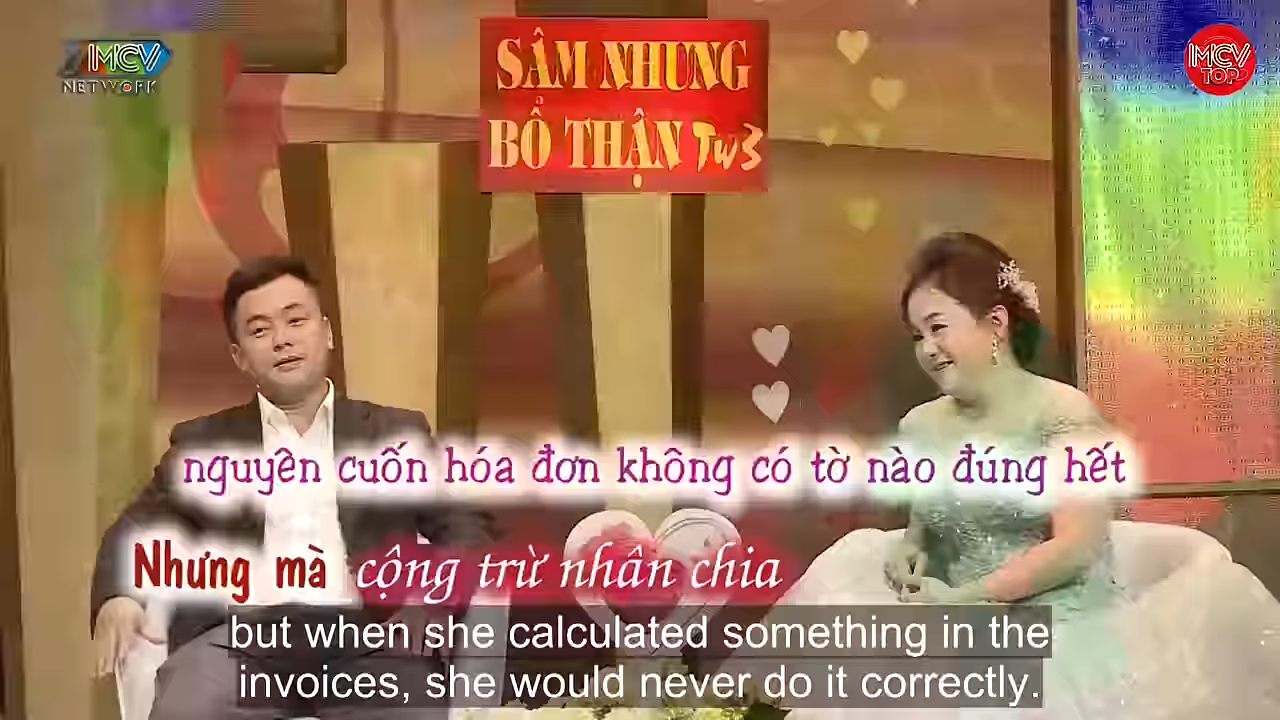 MCV
NETWORK
SÂM NHUNG
BỔ THẬN TW3
MCV
TOP
nguyên cuốn hóa đơn không có tờ nào đúng hết
Nhưng mà cộng trừ nhân chia
but when she calculated something in the
invoices, she would never do it correctly.